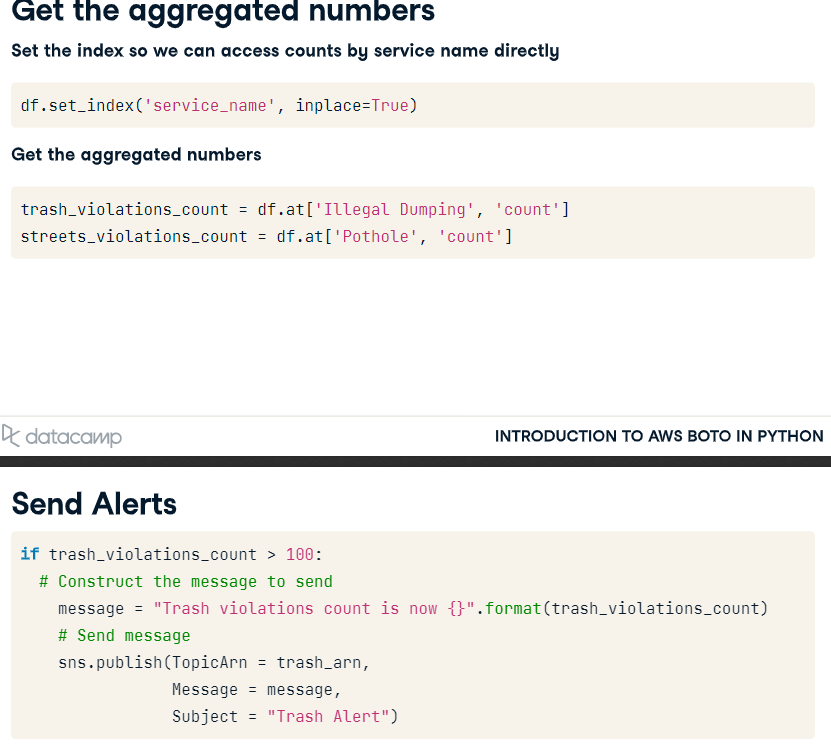 Get the aggregated numbers
Set the index so we can access counts by service name directly
df.set_index('service_name', inplace=True)
Get the aggregated numbers
trash_violations_count = df.at['Illegal Dumping', 'count']
streets_violations_count = df.at['Pothole', 'count']
datacamp
INTRODUCTION TO AWS BOTO IN PYTHON
Send Alerts
if trash_violations_count > 100:
  # Construct the message to send
    message = "Trash violations count is now {}".format(trash_violations_count)
    # Send message
    sns.publish(TopicArn = trash_arn,
                Message = message,
                Subject = "Trash Alert")